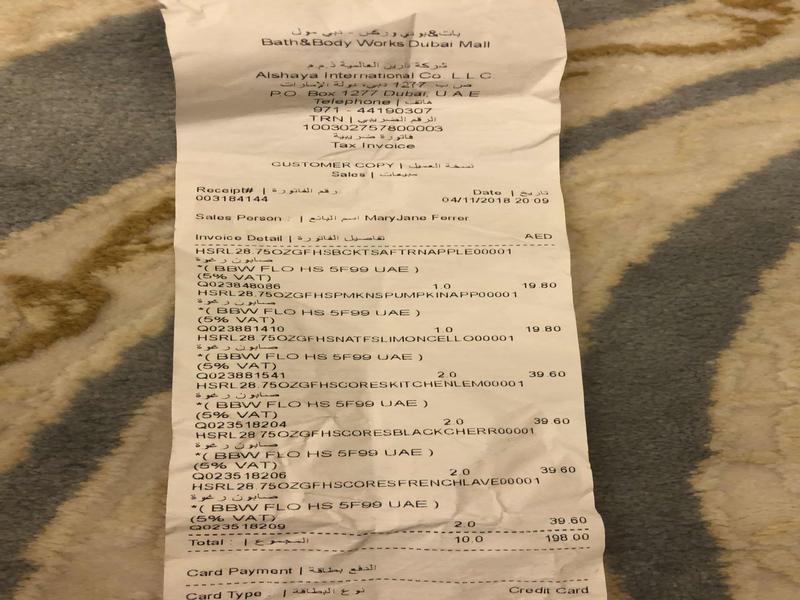 بات&بودي وركس - دبي مول
Bath&Body Works Dubai Mall
شركة تارين العالمية ذ.م.م
Alshaya International Co. L.L.C
ص.ب 1277 دبي، دولة الإمارات
P.O. Box 1277 Dubai, U.A.E
Telephone | هاتف
971 - 44190307
TRN | الرقم الضريبي
100302757800003
فاتورة ضريبية
Tax Invoice
CUSTOMER COPY | نسخة العميل
Sales | مبيعات
Receipt# | رقم الفاتورة Date | تاريخ
003184144 04/11/2018 20:09
Sales Person : | اسم البائع MaryJane Ferrer
Invoice Detail | تفاصيل الفاتورة AED
HSRL28.75OZGFHSBCKTSAFTRNAPPLE00001
صابون رغوة
*( BBW FLO HS 5F99 UAE )
(5% VAT)
Q023848086 1.0 19.80
HSRL28.75OZGFHSPMKNSPUMPKINAPP00001
صابون رغوة
*( BBW FLO HS 5F99 UAE )
(5% VAT)
Q023881410 1.0 19.80
HSRL28.75OZGFHSNATFSLIMONCELLO00001
صابون رغوة
*( BBW FLO HS 5F99 UAE )
(5% VAT)
Q023881541 2.0 39.60
HSRL28.75OZGFHSCORESKITCHENLEM00001
صابون رغوة
*( BBW FLO HS 5F99 UAE )
(5% VAT)
Q023518204 2.0 39.60
HSRL28.75OZGFHSCORESBLACKCHERR00001
صابون رغوة
*( BBW FLO HS 5F99 UAE )
(5% VAT)
Q023518206 2.0 39.60
HSRL28.75OZGFHSCORESFRENCHLAVE00001
صابون رغوة
*( BBW FLO HS 5F99 UAE )
(5% VAT)
Q023518209 2.0 39.60
Total : | المجموع 10.0 198.00
Card Payment | الدفع بطاقة
Card Type : | نوع البطاقة Credit Card